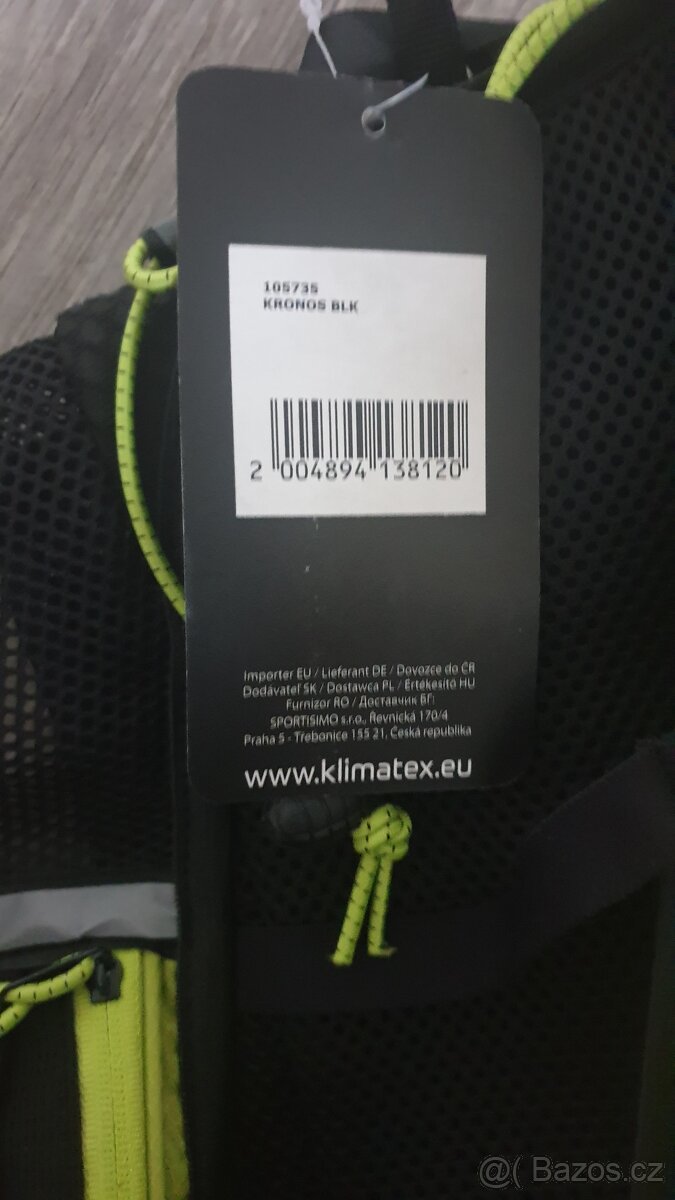 105735
KRONOS BLK
2 004894 138120
Importer EU / Lieferant DE / Dovozce do ČR
Dodávateľ SK / Dostawca PL / Értékesítő HU
Furnizor RO / Доставчик БГ:
SPORTISIMO s.r.o., Řevnická 170/4
Praha 5 - Třebonice 155 21, Česká republika
www.klimatex.eu
@( Bazos.cz